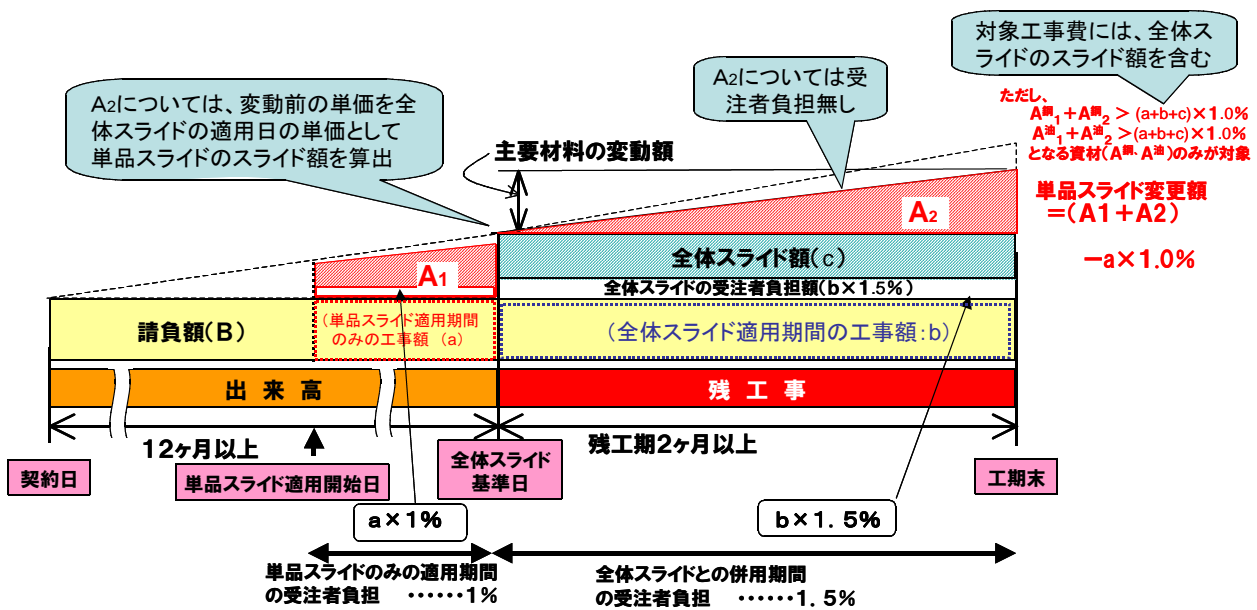 対象工事費には、全体ス
ライドのスライド額を含む
A2については受
注者負担無し
A2については、変動前の単価を全
体スライドの適用日の単価として
単品スライドのスライド額を算出
ただし、
A鋼1+A鋼2 > (a+b+c)×1.0%
A油1+A油2 >(a+b+c)×1.0%
となる資材(A鋼、A油)のみが対象
主要材料の変動額
単品スライド変更額
=(A1+A2)
-a×1.0%
A2
A1
全体スライド額(c)
全体スライドの受注者負担額(b×1.5%)
請負額(B)
(単品スライド適用期間
のみの工事額 (a)
(全体スライド適用期間の工事額:b)
出 来 高
残 工 事
12ヶ月以上
残工期2ヶ月以上
契約日
単品スライド適用開始日
全体スライド
基準日
工期末
a×1%
b×1.5%
単品スライドのみの適用期間
の受注者負担 ……1%
全体スライドとの併用期間
の受注者負担 ……1.5%